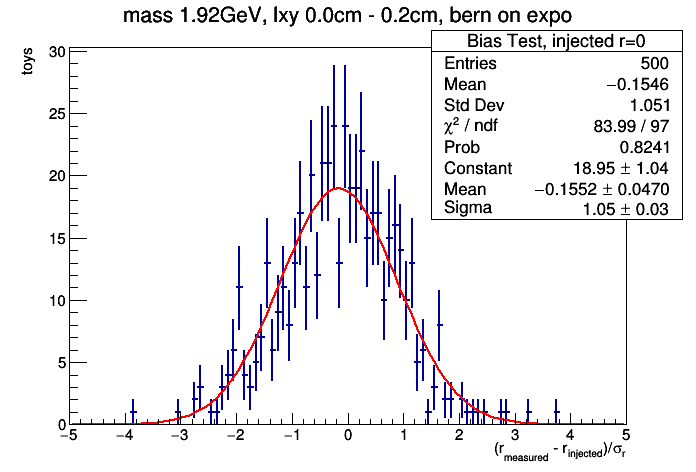 mass 1.92GeV, lxy 0.0cm - 0.2cm, bern on expo
Bias Test, injected r=0
Entries 500
Mean −0.1546
Std Dev 1.051
χ² / ndf 83.99 / 97
Prob 0.8241
Constant 18.95 ± 1.04
Mean −0.1552 ± 0.0470
Sigma 1.05 ± 0.03
toys
30
25
20
15
10
5
0
−5 −4 −3 −2 −1 0 1 2 3 4 5
(r_measured - r_injected)/σ_r